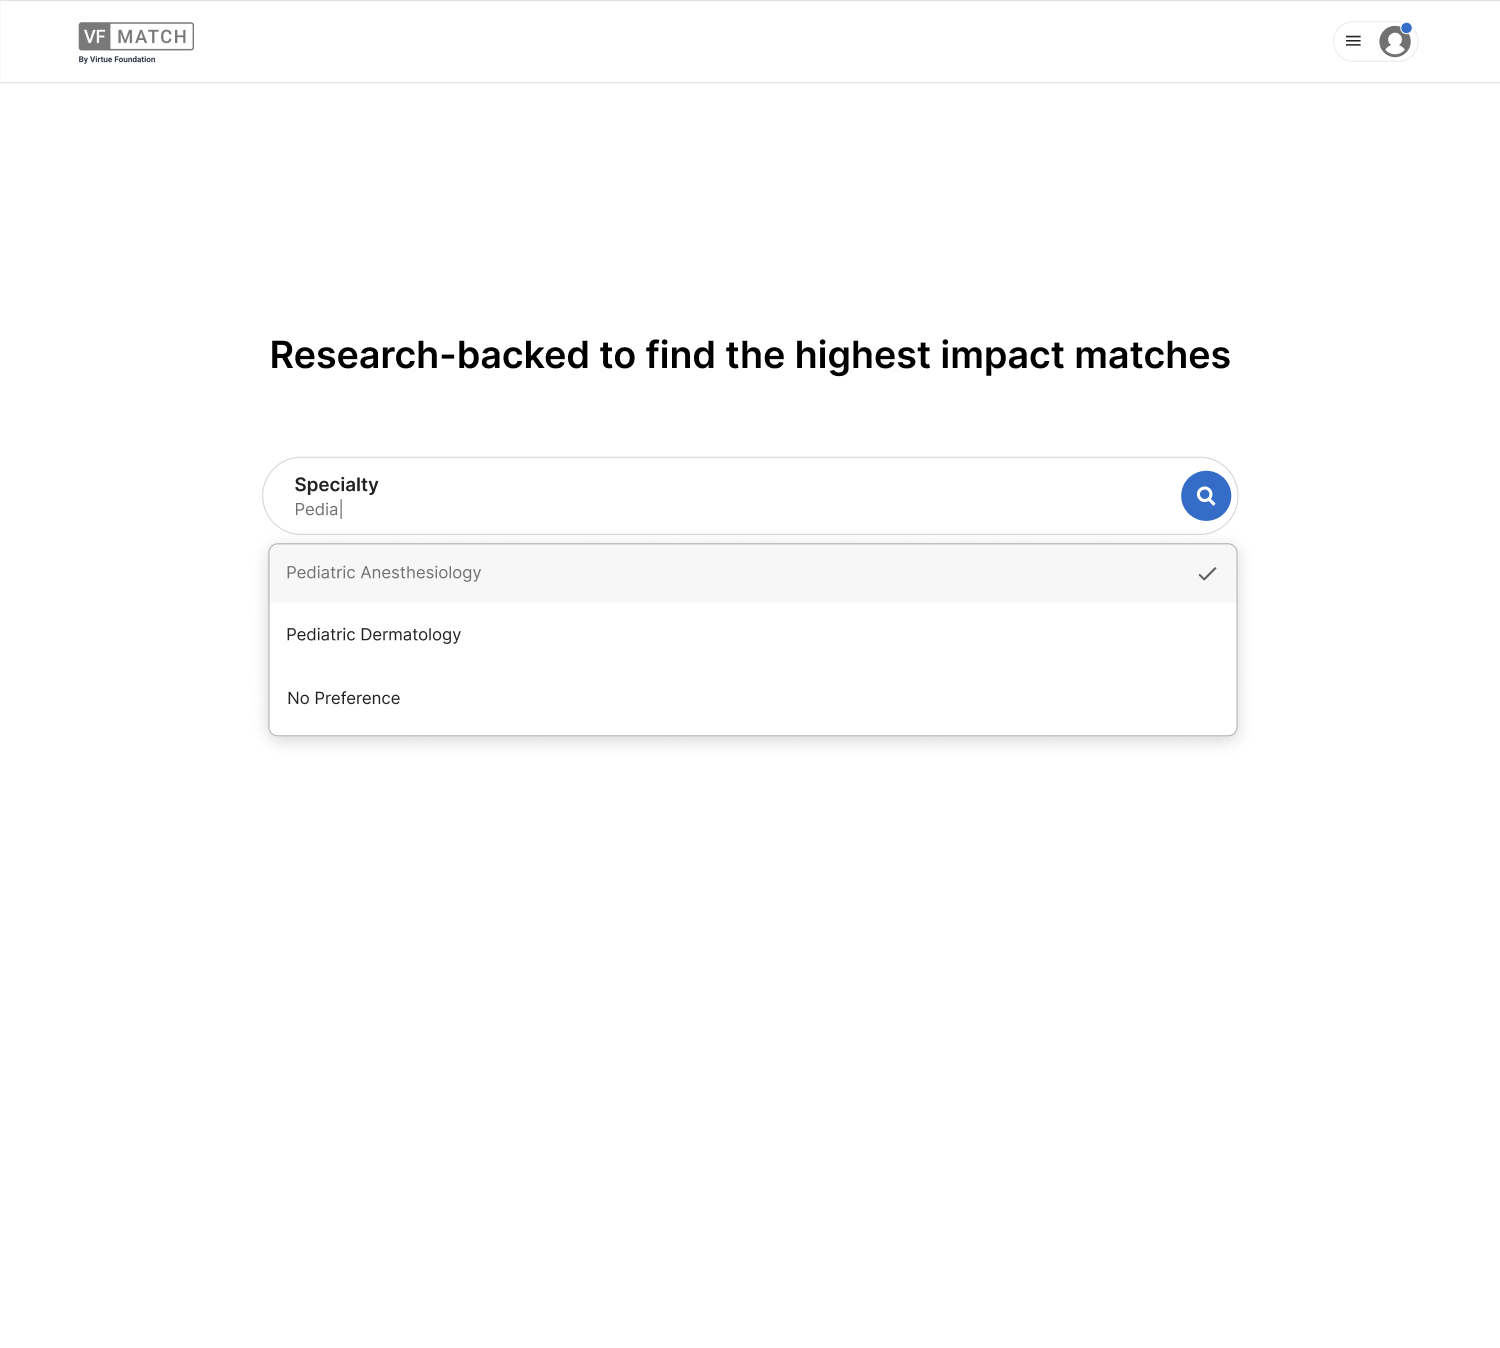 VF MATCH
By Virtue Foundation
Research-backed to find the highest impact matches
Specialty
Pedia
Pediatric Anesthesiology
Pediatric Dermatology
No Preference